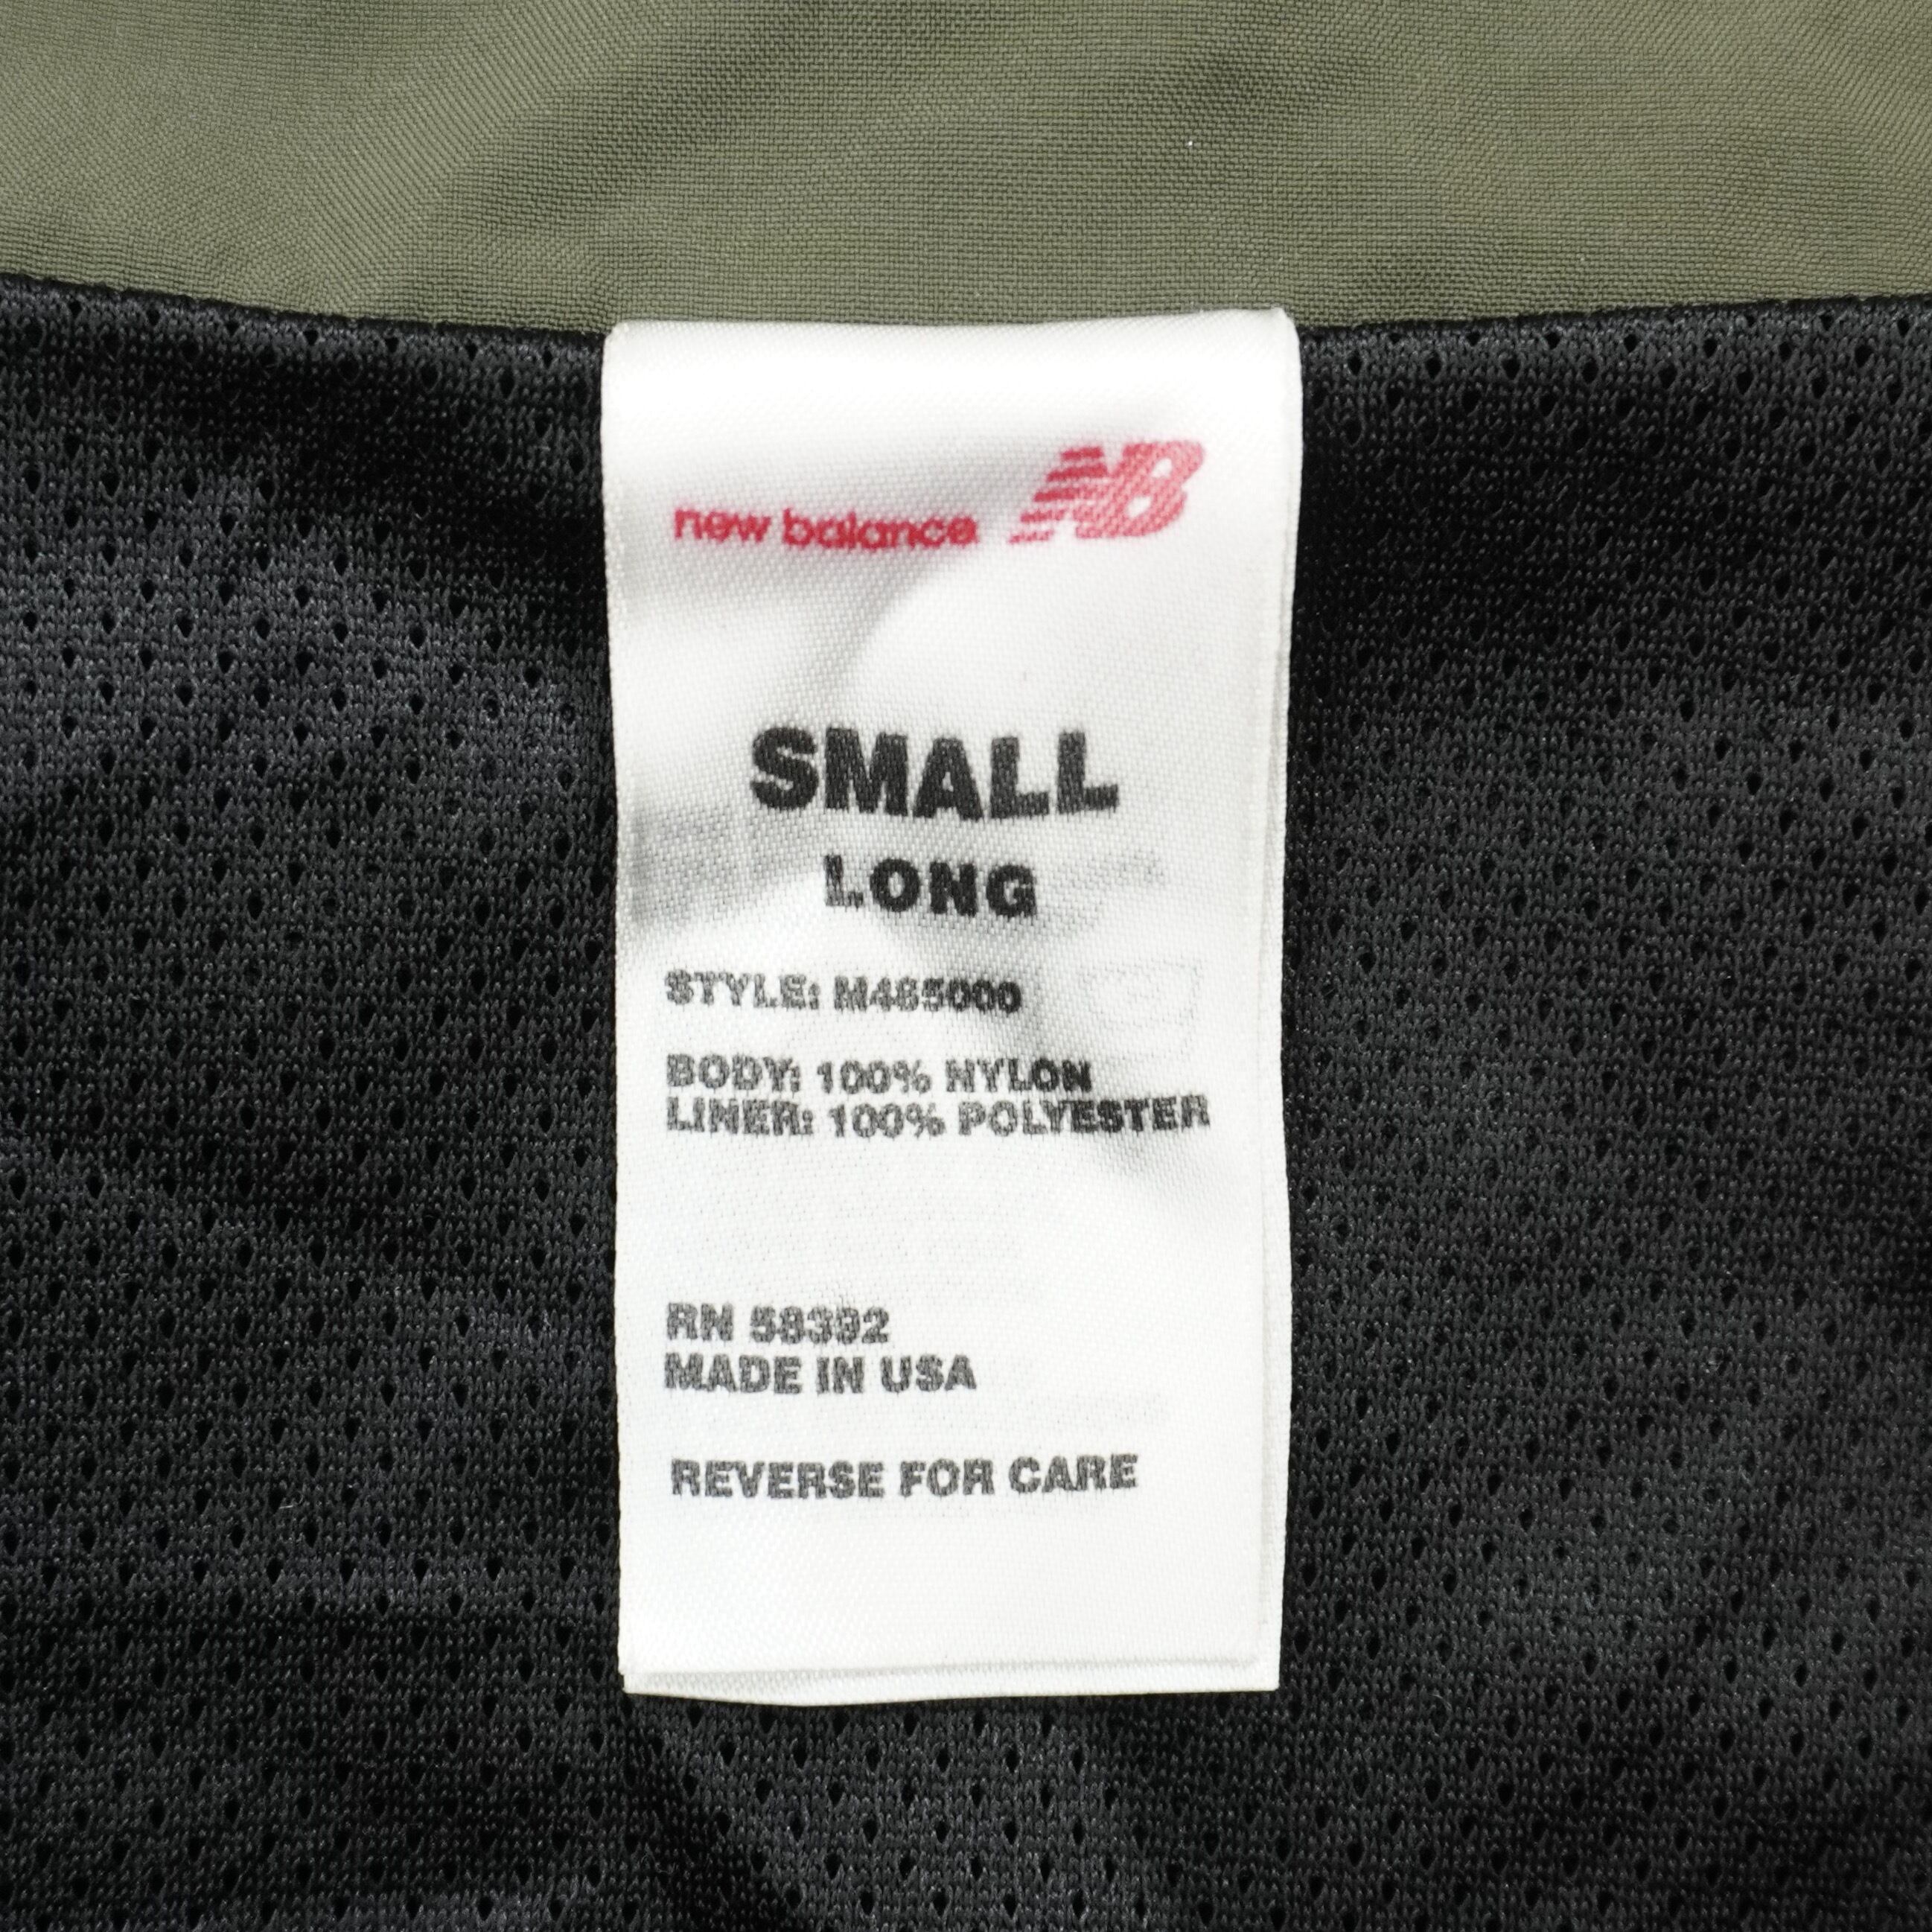 new balance NB
SMALL
LONG
STYLE: M465000
BODY: 100% NYLON
LINER: 100% POLYESTER
RN 58392
MADE IN USA
REVERSE FOR CARE